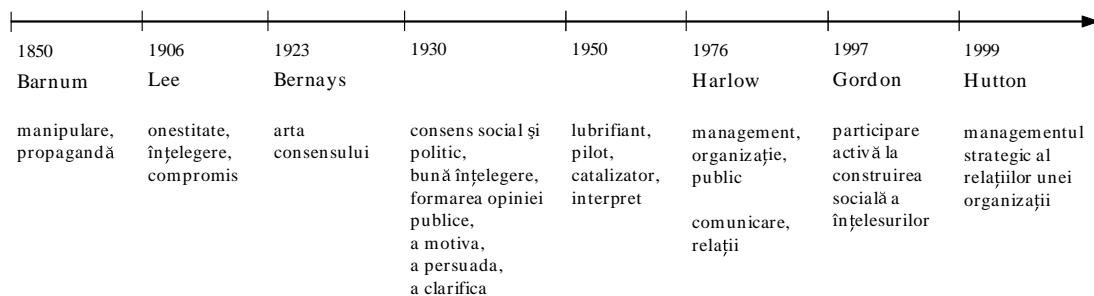 1850
Barnum
manipulare,
propagandă
1906
Lee
onestitate,
înțelegere,
compromis
1923
Bernays
arta
consensului
1930
consens social și
politic,
bună înțelegere,
formarea opiniei
publice,
a motiva,
a persuada,
a clarifica
1950
lubrifiant,
pilot,
catalizator,
interpret
1976
Harlow
management,
organizație,
public
comunicare,
relații
1997
Gordon
participare
activă la
construirea
socială a
înțelesurilor
1999
Hutton
managementul
strategic al
relațiilor unei
organizații